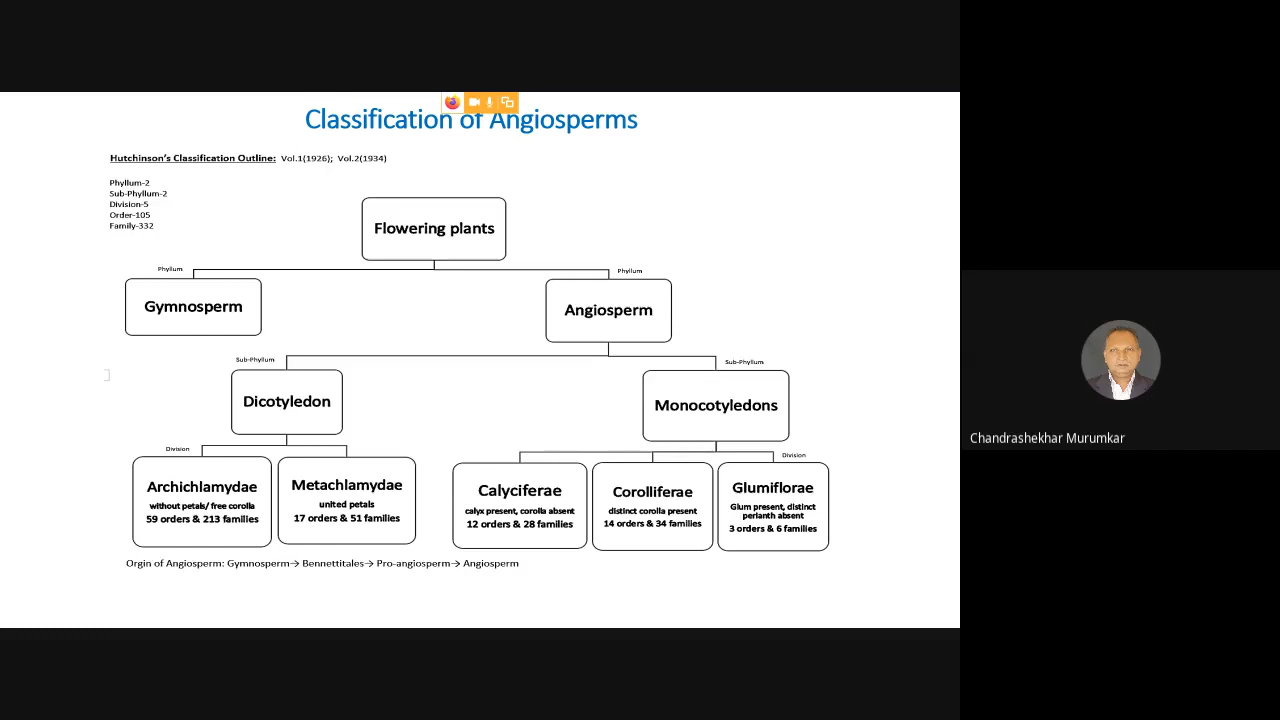 Classification of Angiosperms
Hutchinson's Classification Outline: Vol.1(1926); Vol.2(1934)
Phyllum-2
Sub-Phyllum-2
Division-5
Order-105
Family-332
Flowering plants
Phyllum
Phyllum
Gymnosperm
Angiosperm
Sub-Phyllum
Sub-Phyllum
Dicotyledon
Monocotyledons
Division
Division
Archichlamydae
without petals/ free corolla
59 orders & 213 families
Metachlamydae
united petals
17 orders & 51 families
Calyciferae
calyx present, corolla absent
12 orders & 28 families
Corolliferae
distinct corolla present
14 orders & 34 families
Glumiflorae
Glum present, distinct
perianth absent
3 orders & 6 families
Orgin of Angiosperm: Gymnosperm→ Bennettitales→ Pro-angiosperm→ Angiosperm
Chandrashekhar Murumkar